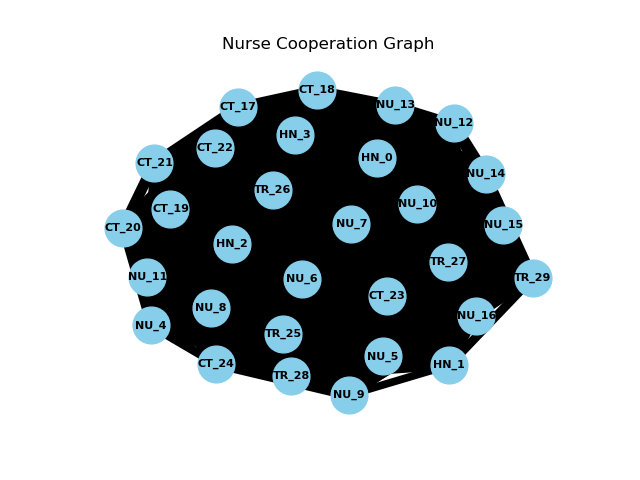 Nurse Cooperation Graph
CT_18
CT_17
NU_13
NU_12
HN_3
CT_22
HN_0
CT_21
NU_14
TR_26
NU_10
CT_19
NU_7
NU_15
CT_20
HN_2
TR_27
NU_11
NU_6
TR_29
CT_23
NU_8
NU_16
NU_4
TR_25
NU_5
CT_24
HN_1
TR_28
NU_9